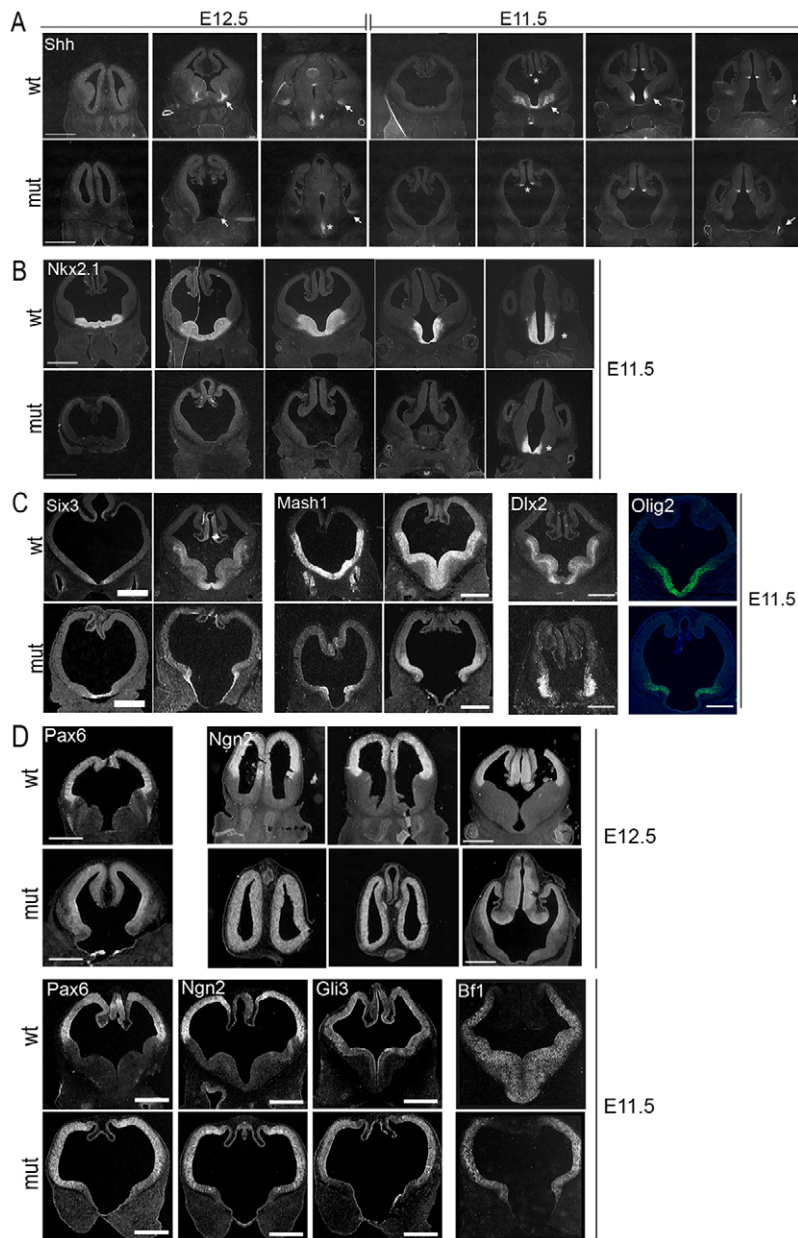 E12.5 E11.5
A
Shh
wt
* * 
mut
* *
B
Nkx2.1
wt
*
E11.5
mut
*
C
Six3 Mash1 Dlx2 Olig2
wt
E11.5
mut
D
Pax6 Ngn2
wt
E12.5
mut
Pax6 Ngn2 Gli3 Bf1
wt
E11.5
mut